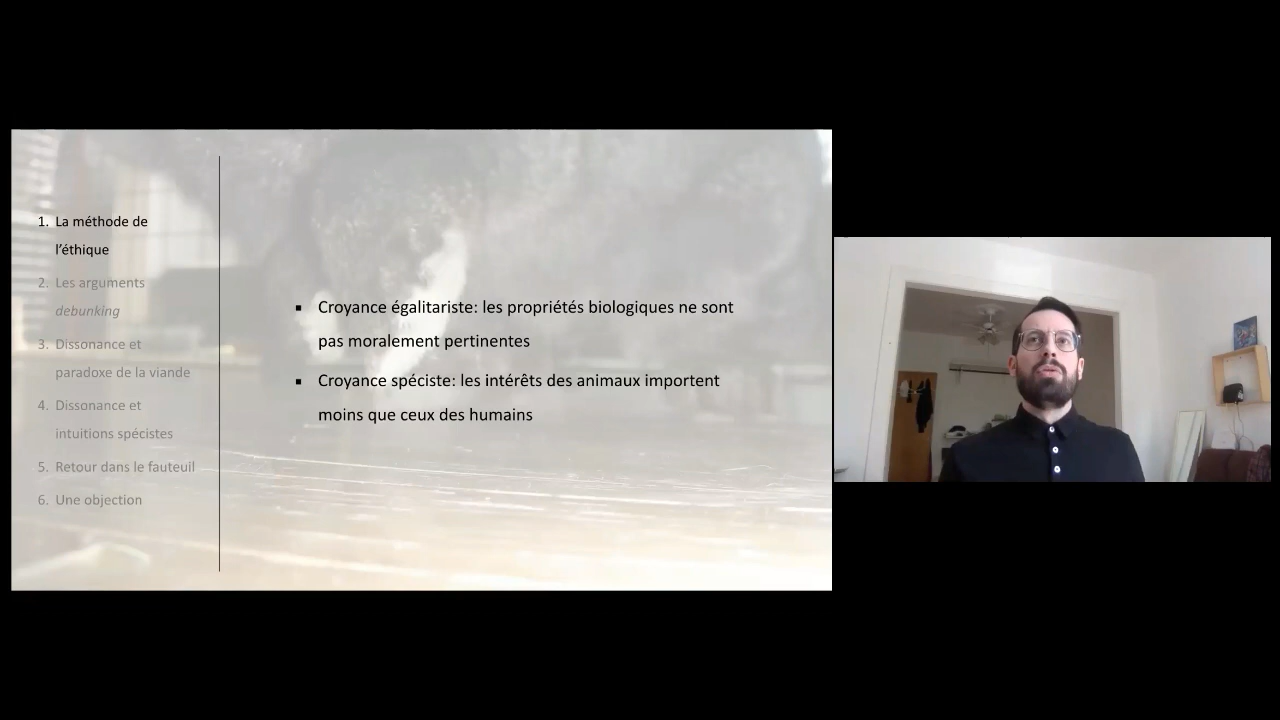 1. La méthode de
l'éthique
2. Les arguments
debunking
3. Dissonance et
paradoxe de la viande
4. Dissonance et
intuitions spécistes
5. Retour dans le fauteuil
6. Une objection
▪ Croyance égalitariste: les propriétés biologiques ne sont
pas moralement pertinentes
▪ Croyance spéciste: les intérêts des animaux importent
moins que ceux des humains